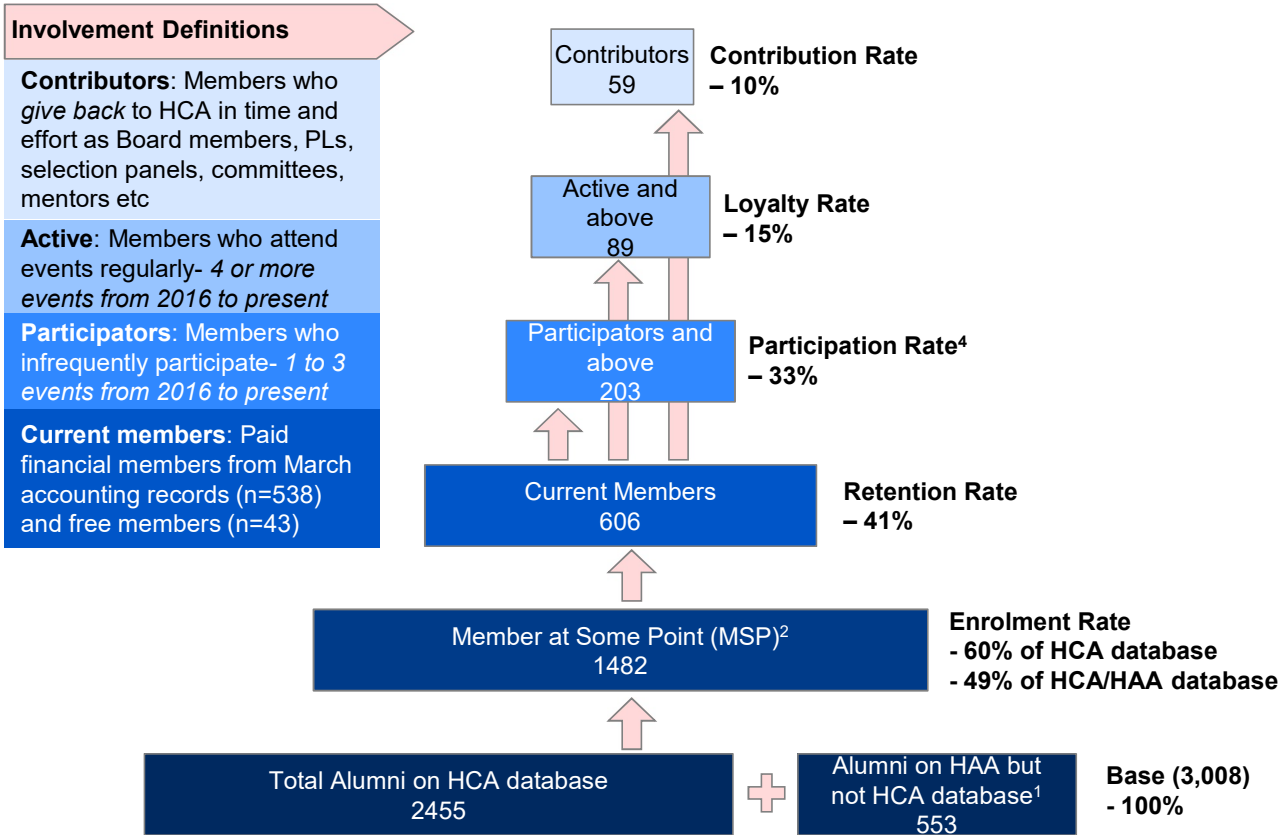 Involvement Definitions
Contributors: Members who
give back to HCA in time and
effort as Board members, PLs,
selection panels, committees,
mentors etc
Active: Members who attend
events regularly- 4 or more
events from 2016 to present
Participators: Members who
infrequently participate- 1 to 3
events from 2016 to present
Current members: Paid
financial members from March
accounting records (n=538)
and free members (n=43)
Contributors
59
Contribution Rate
– 10%
Active and
above
89
Loyalty Rate
– 15%
Participators and
above
203
Participation Rate⁴
– 33%
Current Members
606
Retention Rate
– 41%
Member at Some Point (MSP)²
1482
Enrolment Rate
- 60% of HCA database
- 49% of HCA/HAA database
Total Alumni on HCA database
2455
Alumni on HAA but
not HCA database¹
553
Base (3,008)
- 100%